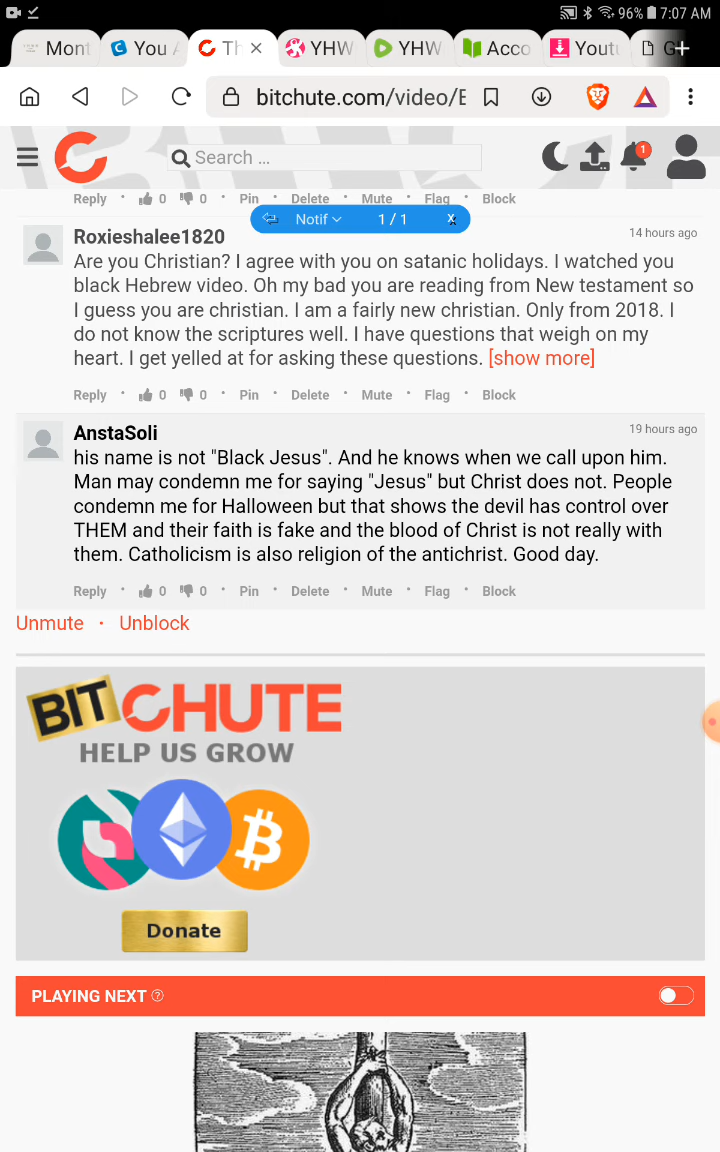 96% 7:07 AM
Mont You A Th × YHW YHW Acco Yout G +
bitchute.com/video/E
Search ...
1
Reply • 0 0 • Pin • Delete • Mute • Flag • Block
Notif 1 / 1 x
Roxieshalee1820 14 hours ago
Are you Christian? I agree with you on satanic holidays. I watched you
black Hebrew video. Oh my bad you are reading from New testament so
I guess you are christian. I am a fairly new christian. Only from 2018. I
do not know the scriptures well. I have questions that weigh on my
heart. I get yelled at for asking these questions. [show more]
Reply • 0 0 • Pin • Delete • Mute • Flag • Block
AnstaSoli 19 hours ago
his name is not "Black Jesus". And he knows when we call upon him.
Man may condemn me for saying "Jesus" but Christ does not. People
condemn me for Halloween but that shows the devil has control over
THEM and their faith is fake and the blood of Christ is not really with
them. Catholicism is also religion of the antichrist. Good day.
Reply • 0 0 • Pin • Delete • Mute • Flag • Block
Unmute • Unblock
BITCHUTE
HELP US GROW
Donate
PLAYING NEXT ?